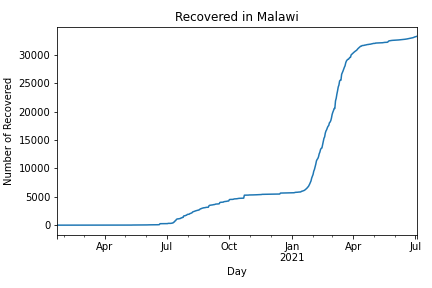 Recovered in Malawi
Number of Recovered
30000
25000
20000
15000
10000
5000
0
Apr Jul Oct Jan Apr Jul
2021
Day